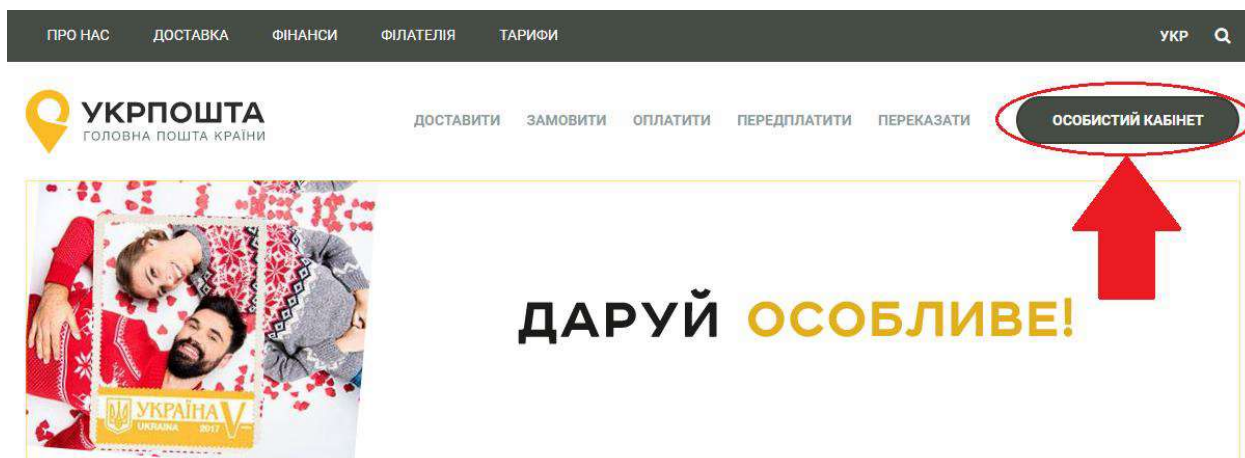 ПРО НАС ДОСТАВКА ФІНАНСИ ФІЛАТЕЛІЯ ТАРИФИ УКР
УКРПОШТА
ГОЛОВНА ПОШТА КРАЇНИ
ДОСТАВИТИ ЗАМОВИТИ ОПЛАТИТИ ПЕРЕДПЛАТИТИ ПЕРЕКАЗАТИ ОСОБИСТИЙ КАБІНЕТ
ДАРУЙ ОСОБЛИВЕ!
УКРАЇНА V
UKRAINA 2017